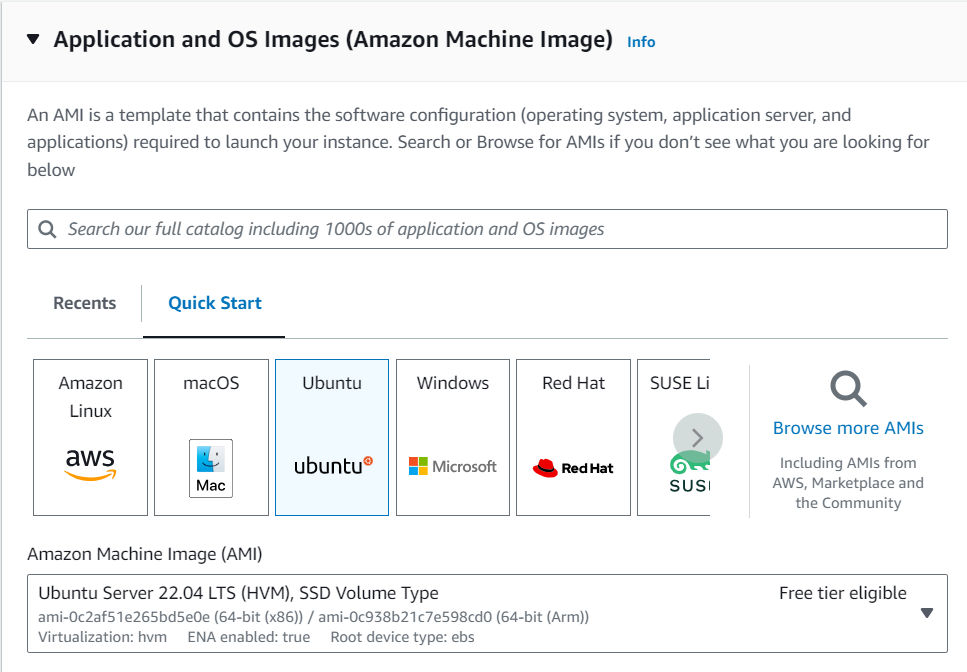 Application and OS Images (Amazon Machine Image) Info
An AMI is a template that contains the software configuration (operating system, application server, and
applications) required to launch your instance. Search or Browse for AMIs if you don’t see what you are looking for
below
Search our full catalog including 1000s of application and OS images
Recents
Quick Start
Amazon
Linux
aws
macOS
Mac
Ubuntu
ubuntu
Windows
Microsoft
Red Hat
Red Hat
SUSE Li
SUS
Browse more AMIs
Including AMIs from
AWS, Marketplace and
the Community
Amazon Machine Image (AMI)
Ubuntu Server 22.04 LTS (HVM), SSD Volume Type
Free tier eligible
ami-0c2af51e265bd5e0e (64-bit (x86)) / ami-0c938b21c7e598cd0 (64-bit (Arm))
Virtualization: hvm ENA enabled: true Root device type: ebs